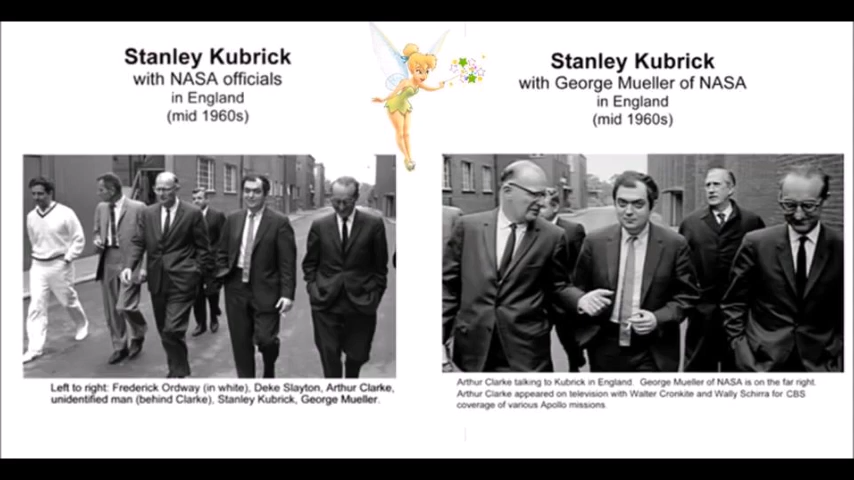 Stanley Kubrick
with NASA officials
in England
(mid 1960s)
Left to right: Frederick Ordway (in white), Deke Slayton, Arthur Clarke,
unidentified man (behind Clarke), Stanley Kubrick, George Mueller.
Stanley Kubrick
with George Mueller of NASA
in England
(mid 1960s)
Arthur Clarke talking to Kubrick in England. George Mueller of NASA is on the far right.
Arthur Clarke appeared on television with Walter Cronkite and Wally Schirra for CBS
coverage of various Apollo missions